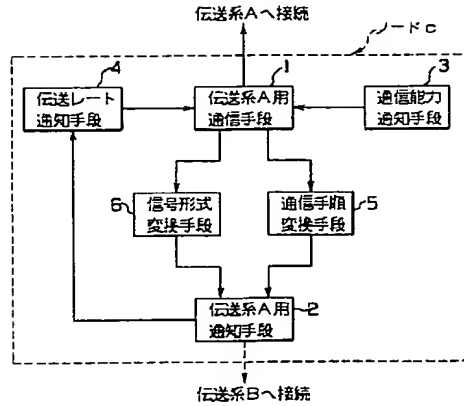 伝送系Aへ接続
ノードc
4
伝送レート
通知手段
1
伝送系A用
通信手段
3
通信能力
通知手段
6
信号形式
変換手段
通信手順
変換手段
5
伝送系A用
通知手段
2
伝送系Bへ接続